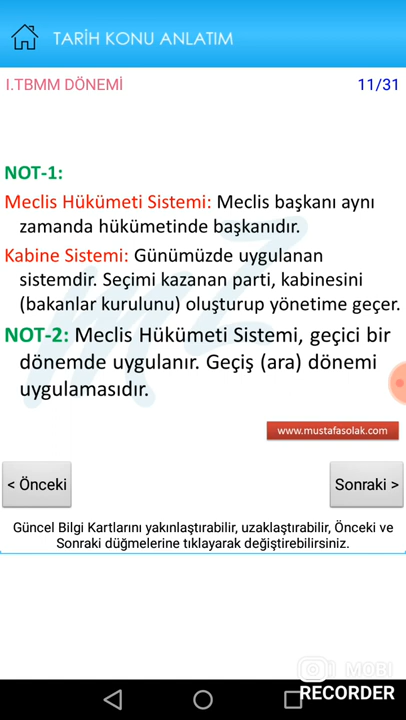 TARİH KONU ANLATIM
I.TBMM DÖNEMİ
11/31
NOT-1:
Meclis Hükümeti Sistemi: Meclis başkanı aynı
zamanda hükümetinde başkanıdır.
Kabine Sistemi: Günümüzde uygulanan
sistemdir. Seçimi kazanan parti, kabinesini
(bakanlar kurulunu) oluşturup yönetime geçer.
NOT-2: Meclis Hükümeti Sistemi, geçici bir
dönemde uygulanır. Geçiş (ara) dönemi
uygulamasıdır.
www.mustafasolak.com
< Önceki
Sonraki >
Güncel Bilgi Kartlarını yakınlaştırabilir, uzaklaştırabilir, Önceki ve
Sonraki düğmelerine tıklayarak değiştirebilirsiniz.
MOBI
RECORDER